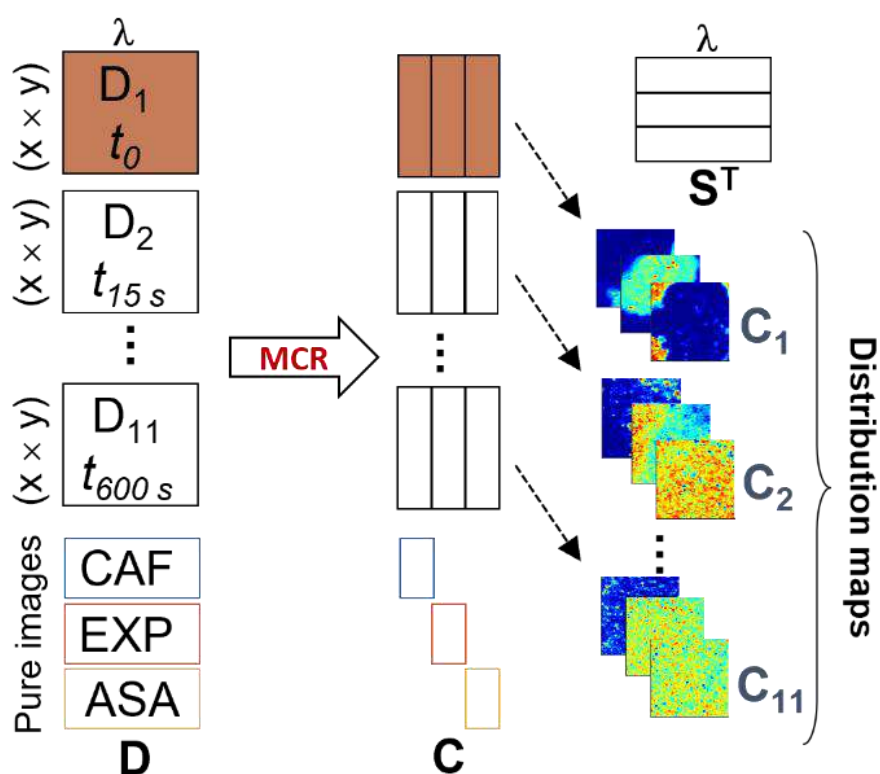 λ
(x × y)
D₁
t₀
(x × y)
D₂
t₁₅ ₛ
⋮
(x × y)
D₁₁
t₆₀₀ ₛ
Pure images
CAF
EXP
ASA
D
MCR
⋮
C
λ
Sᵀ
C₁
C₂
⋮
C₁₁
Distribution maps